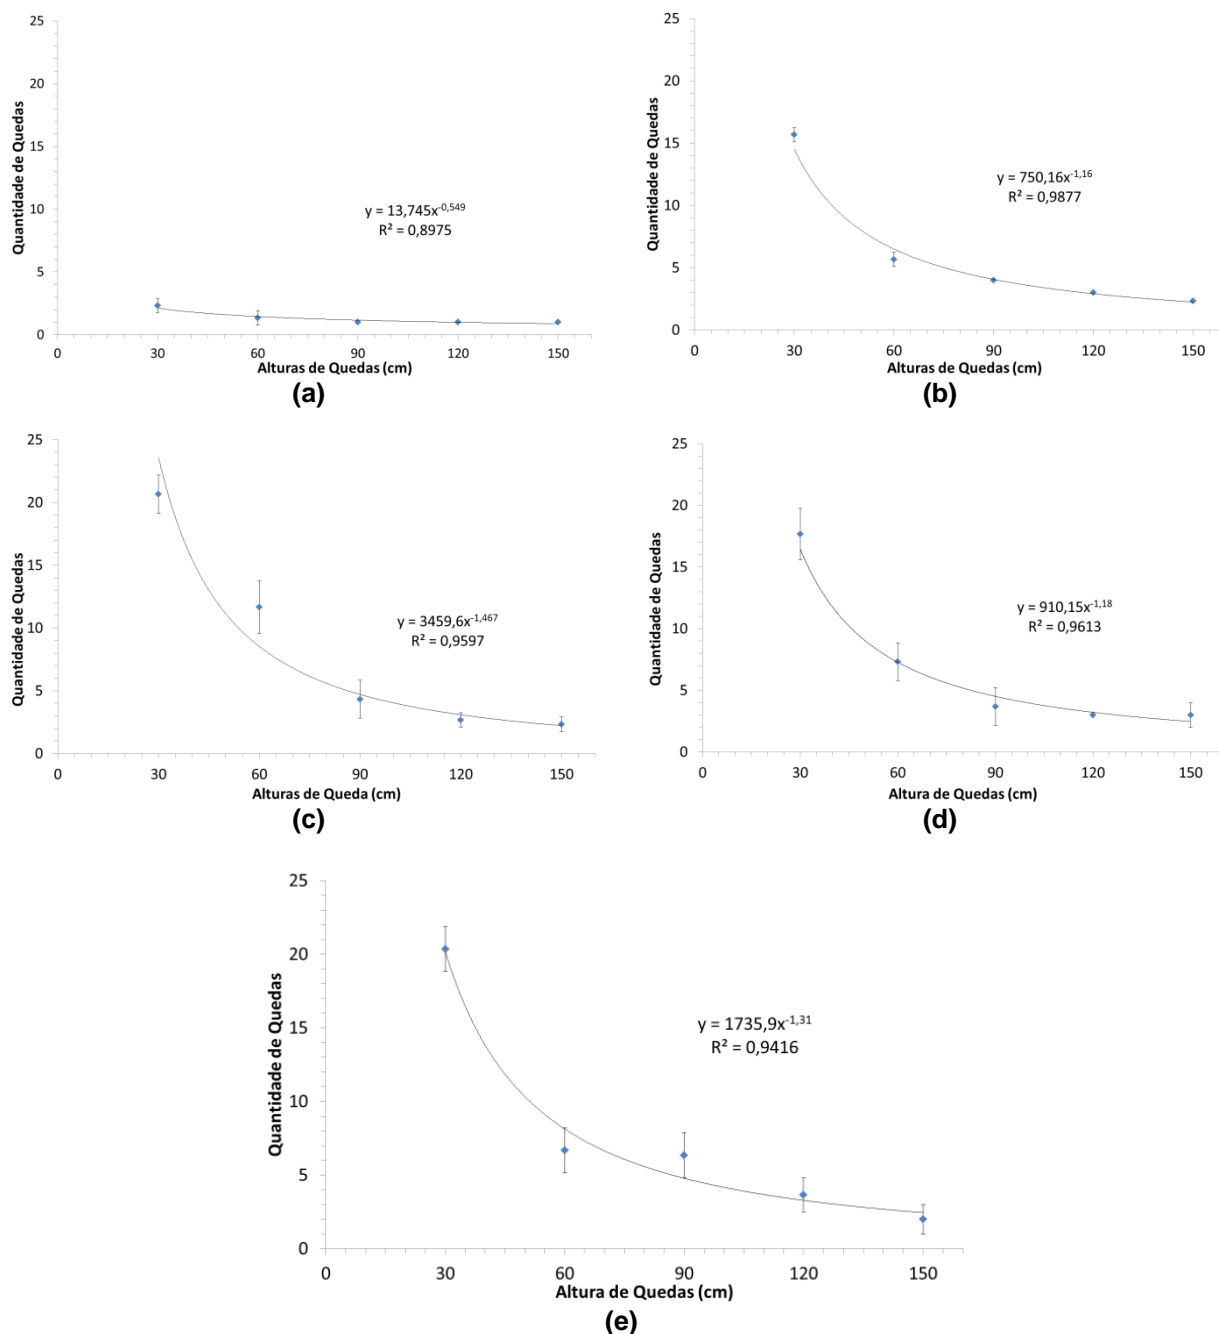 Quantidade de Quedas
25
20
15
10
5
0
y = 13,745x^-0,549
R² = 0,8975
0 30 60 90 120 150
Alturas de Quedas (cm)
(a)
Quantidade de Quedas
25
20
15
10
5
0
y = 750,16x^-1,16
R² = 0,9877
0 30 60 90 120 150
Alturas de Quedas (cm)
(b)
Quantidade de Quedas
25
20
15
10
5
0
y = 3459,6x^-1,467
R² = 0,9597
0 30 60 90 120 150
Alturas de Queda (cm)
(c)
Quantidade de Quedas
25
20
15
10
5
0
y = 910,15x^-1,18
R² = 0,9613
0 30 60 90 120 150
Altura de Quedas (cm)
(d)
Quantidade de Quedas
25
20
15
10
5
0
y = 1735,9x^-1,31
R² = 0,9416
0 30 60 90 120 150
Altura de Quedas (cm)
(e)